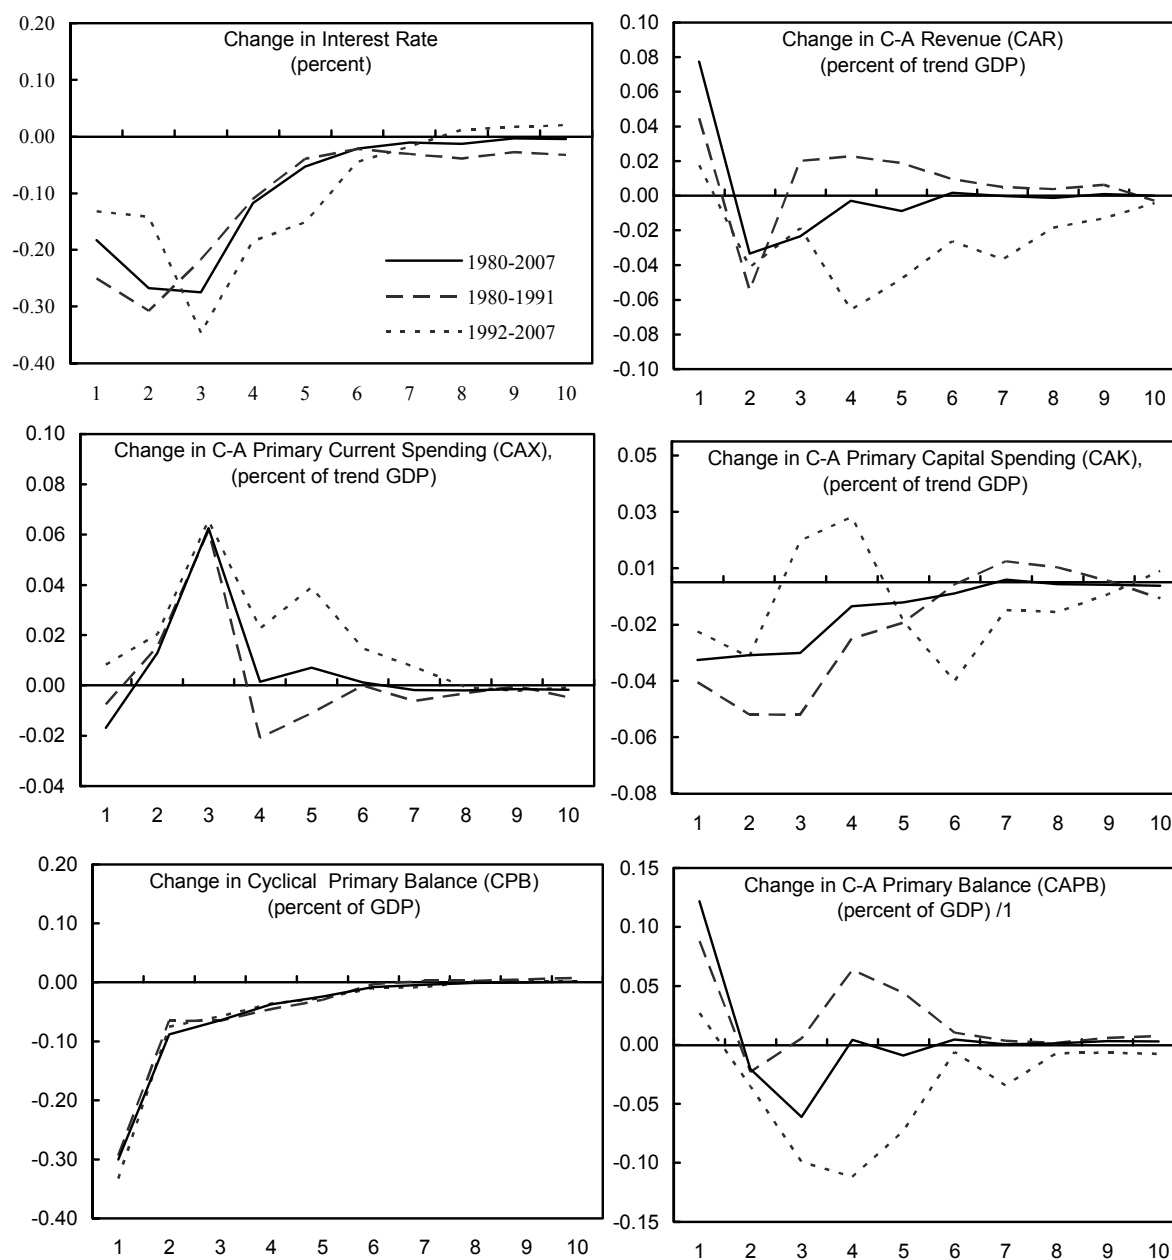 Change in Interest Rate
(percent)
0.20
0.10
0.00
-0.10
-0.20
-0.30
-0.40
1980-2007
1980-1991
1992-2007
1 2 3 4 5 6 7 8 9 10
Change in C-A Revenue (CAR)
(percent of trend GDP)
0.10
0.08
0.06
0.04
0.02
0.00
-0.02
-0.04
-0.06
-0.08
-0.10
1 2 3 4 5 6 7 8 9 10
Change in C-A Primary Current Spending (CAX),
(percent of trend GDP)
0.10
0.08
0.06
0.04
0.02
0.00
-0.02
-0.04
1 2 3 4 5 6 7 8 9 10
Change in C-A Primary Capital Spending (CAK),
(percent of trend GDP)
0.05
0.03
0.01
-0.02
-0.04
-0.06
-0.08
1 2 3 4 5 6 7 8 9 10
Change in Cyclical Primary Balance (CPB)
(percent of GDP)
0.20
0.10
0.00
-0.10
-0.20
-0.30
-0.40
1 2 3 4 5 6 7 8 9 10
Change in C-A Primary Balance (CAPB)
(percent of GDP) /1
0.15
0.10
0.05
0.00
-0.05
-0.10
-0.15
1 2 3 4 5 6 7 8 9 10